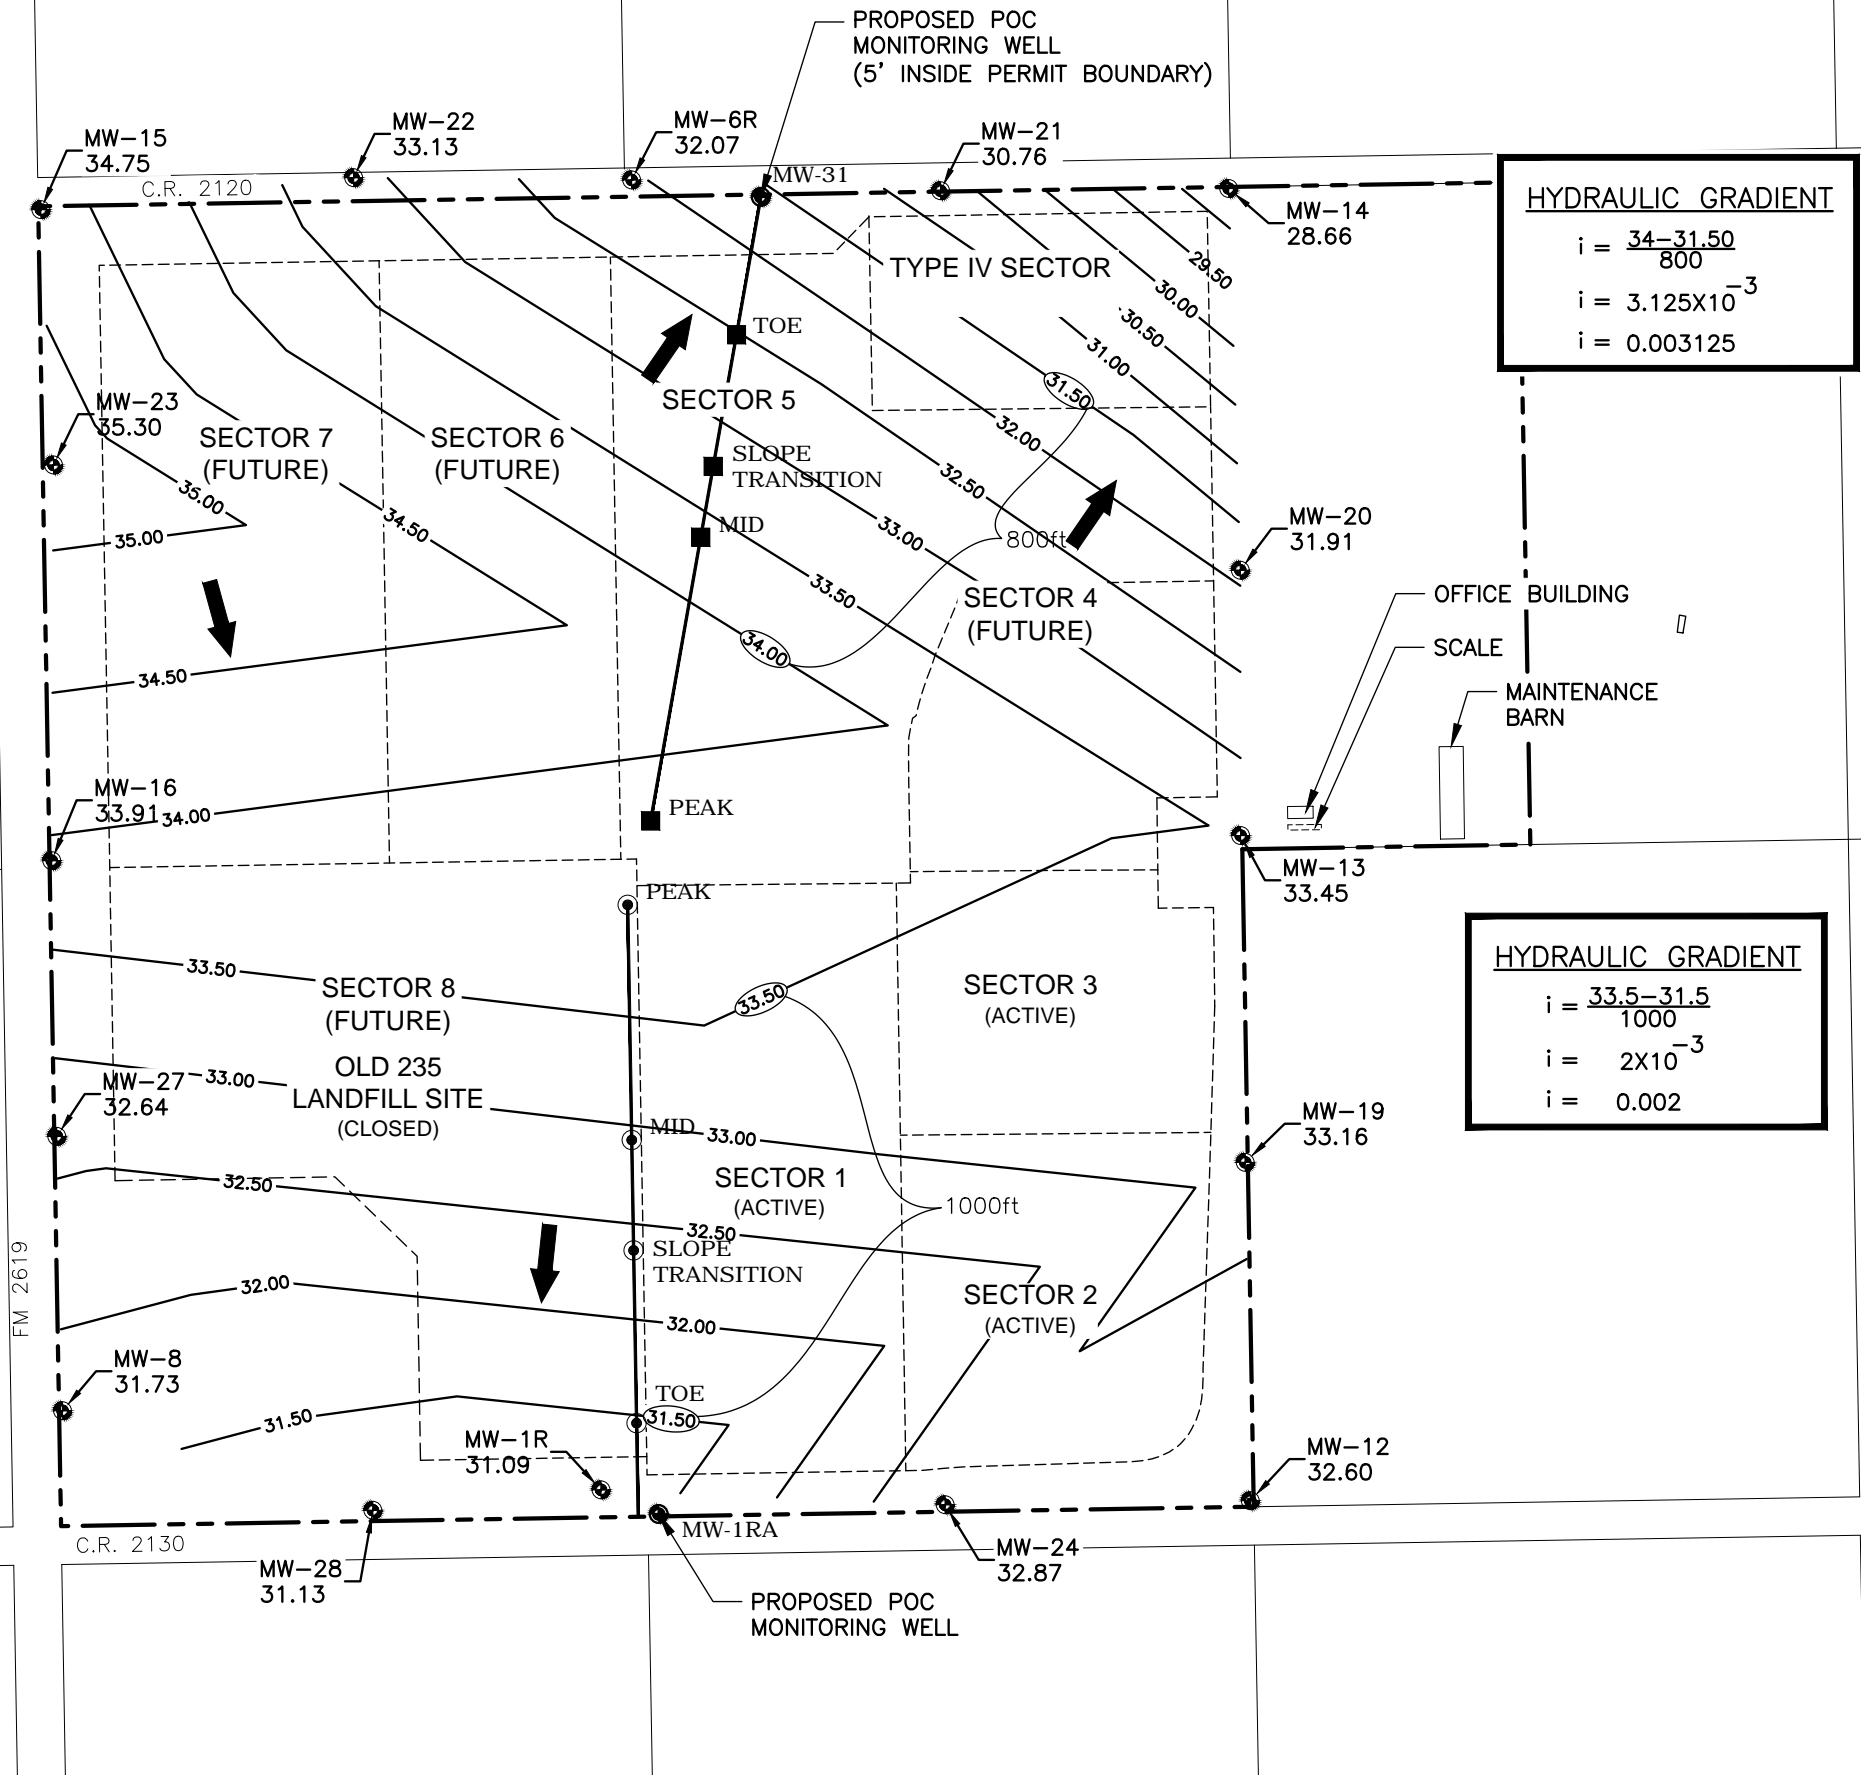 PROPOSED POC
MONITORING WELL
(5' INSIDE PERMIT BOUNDARY)
MW-15
34.75
MW-22
33.13
MW-6R
32.07
MW-21
30.76
C.R. 2120
MW-31
MW-14
28.66
HYDRAULIC GRADIENT
i = 34-31.50
800
i = 3.125X10-3
i = 0.003125
TYPE IV SECTOR
29.50
30.00
30.50
31.00
31.50
32.00
32.50
33.00
33.50
34.00
TOE
SECTOR 5
MW-23
35.30
SECTOR 7
(FUTURE)
SECTOR 6
(FUTURE)
SLOPE
TRANSITION
35.00
34.50
35.00
MID
800ft
MW-20
31.91
SECTOR 4
(FUTURE)
OFFICE BUILDING
SCALE
MAINTENANCE
BARN
34.50
MW-16
33.91
34.00
PEAK
MW-13
33.45
PEAK
HYDRAULIC GRADIENT
i = 33.5-31.5
1000
i = 2X10-3
i = 0.002
33.50
SECTOR 8
(FUTURE)
33.50
SECTOR 3
(ACTIVE)
OLD 235
LANDFILL SITE
(CLOSED)
33.00
MW-27
32.64
MID
33.00
MW-19
33.16
SECTOR 1
(ACTIVE)
32.50
1000ft
32.50
SLOPE
TRANSITION
FM 2619
32.00
SECTOR 2
(ACTIVE)
32.00
MW-8
31.73
TOE
31.50
31.50
MW-1R
31.09
MW-12
32.60
MW-1RA
C.R. 2130
MW-28
31.13
MW-24
32.87
PROPOSED POC
MONITORING WELL